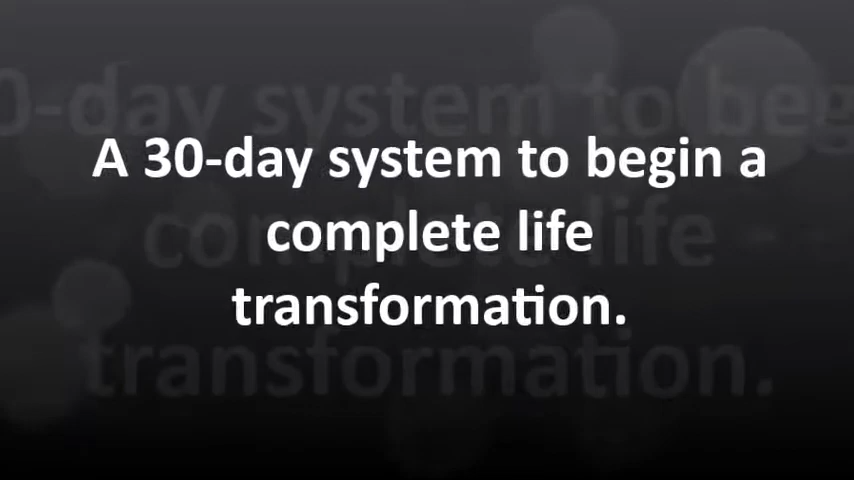 A 30-day system to begin a
complete life
transformation.